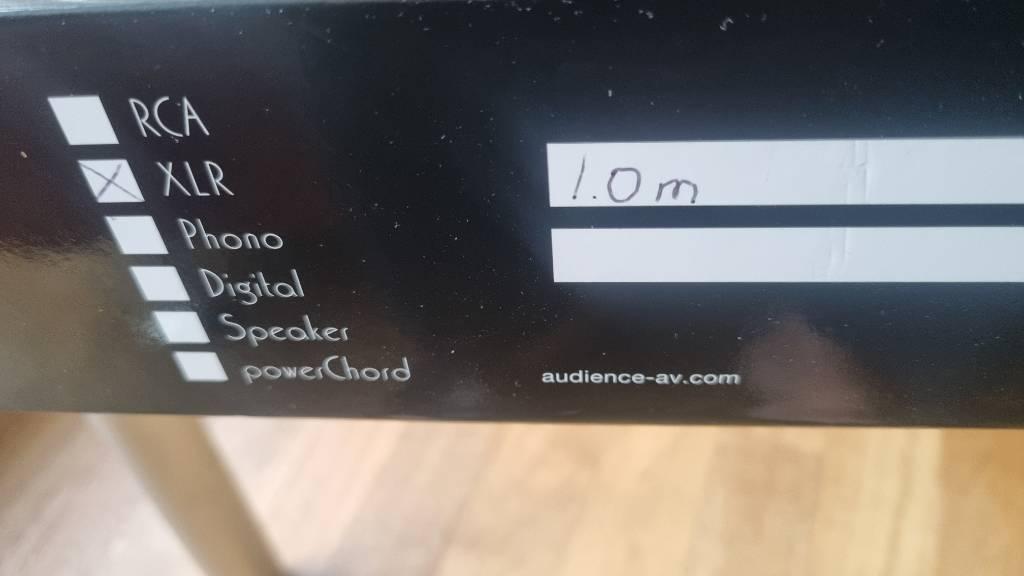 RCA
XLR
Phono
Digital
Speaker
powerChord
1.0m
audience-av.com